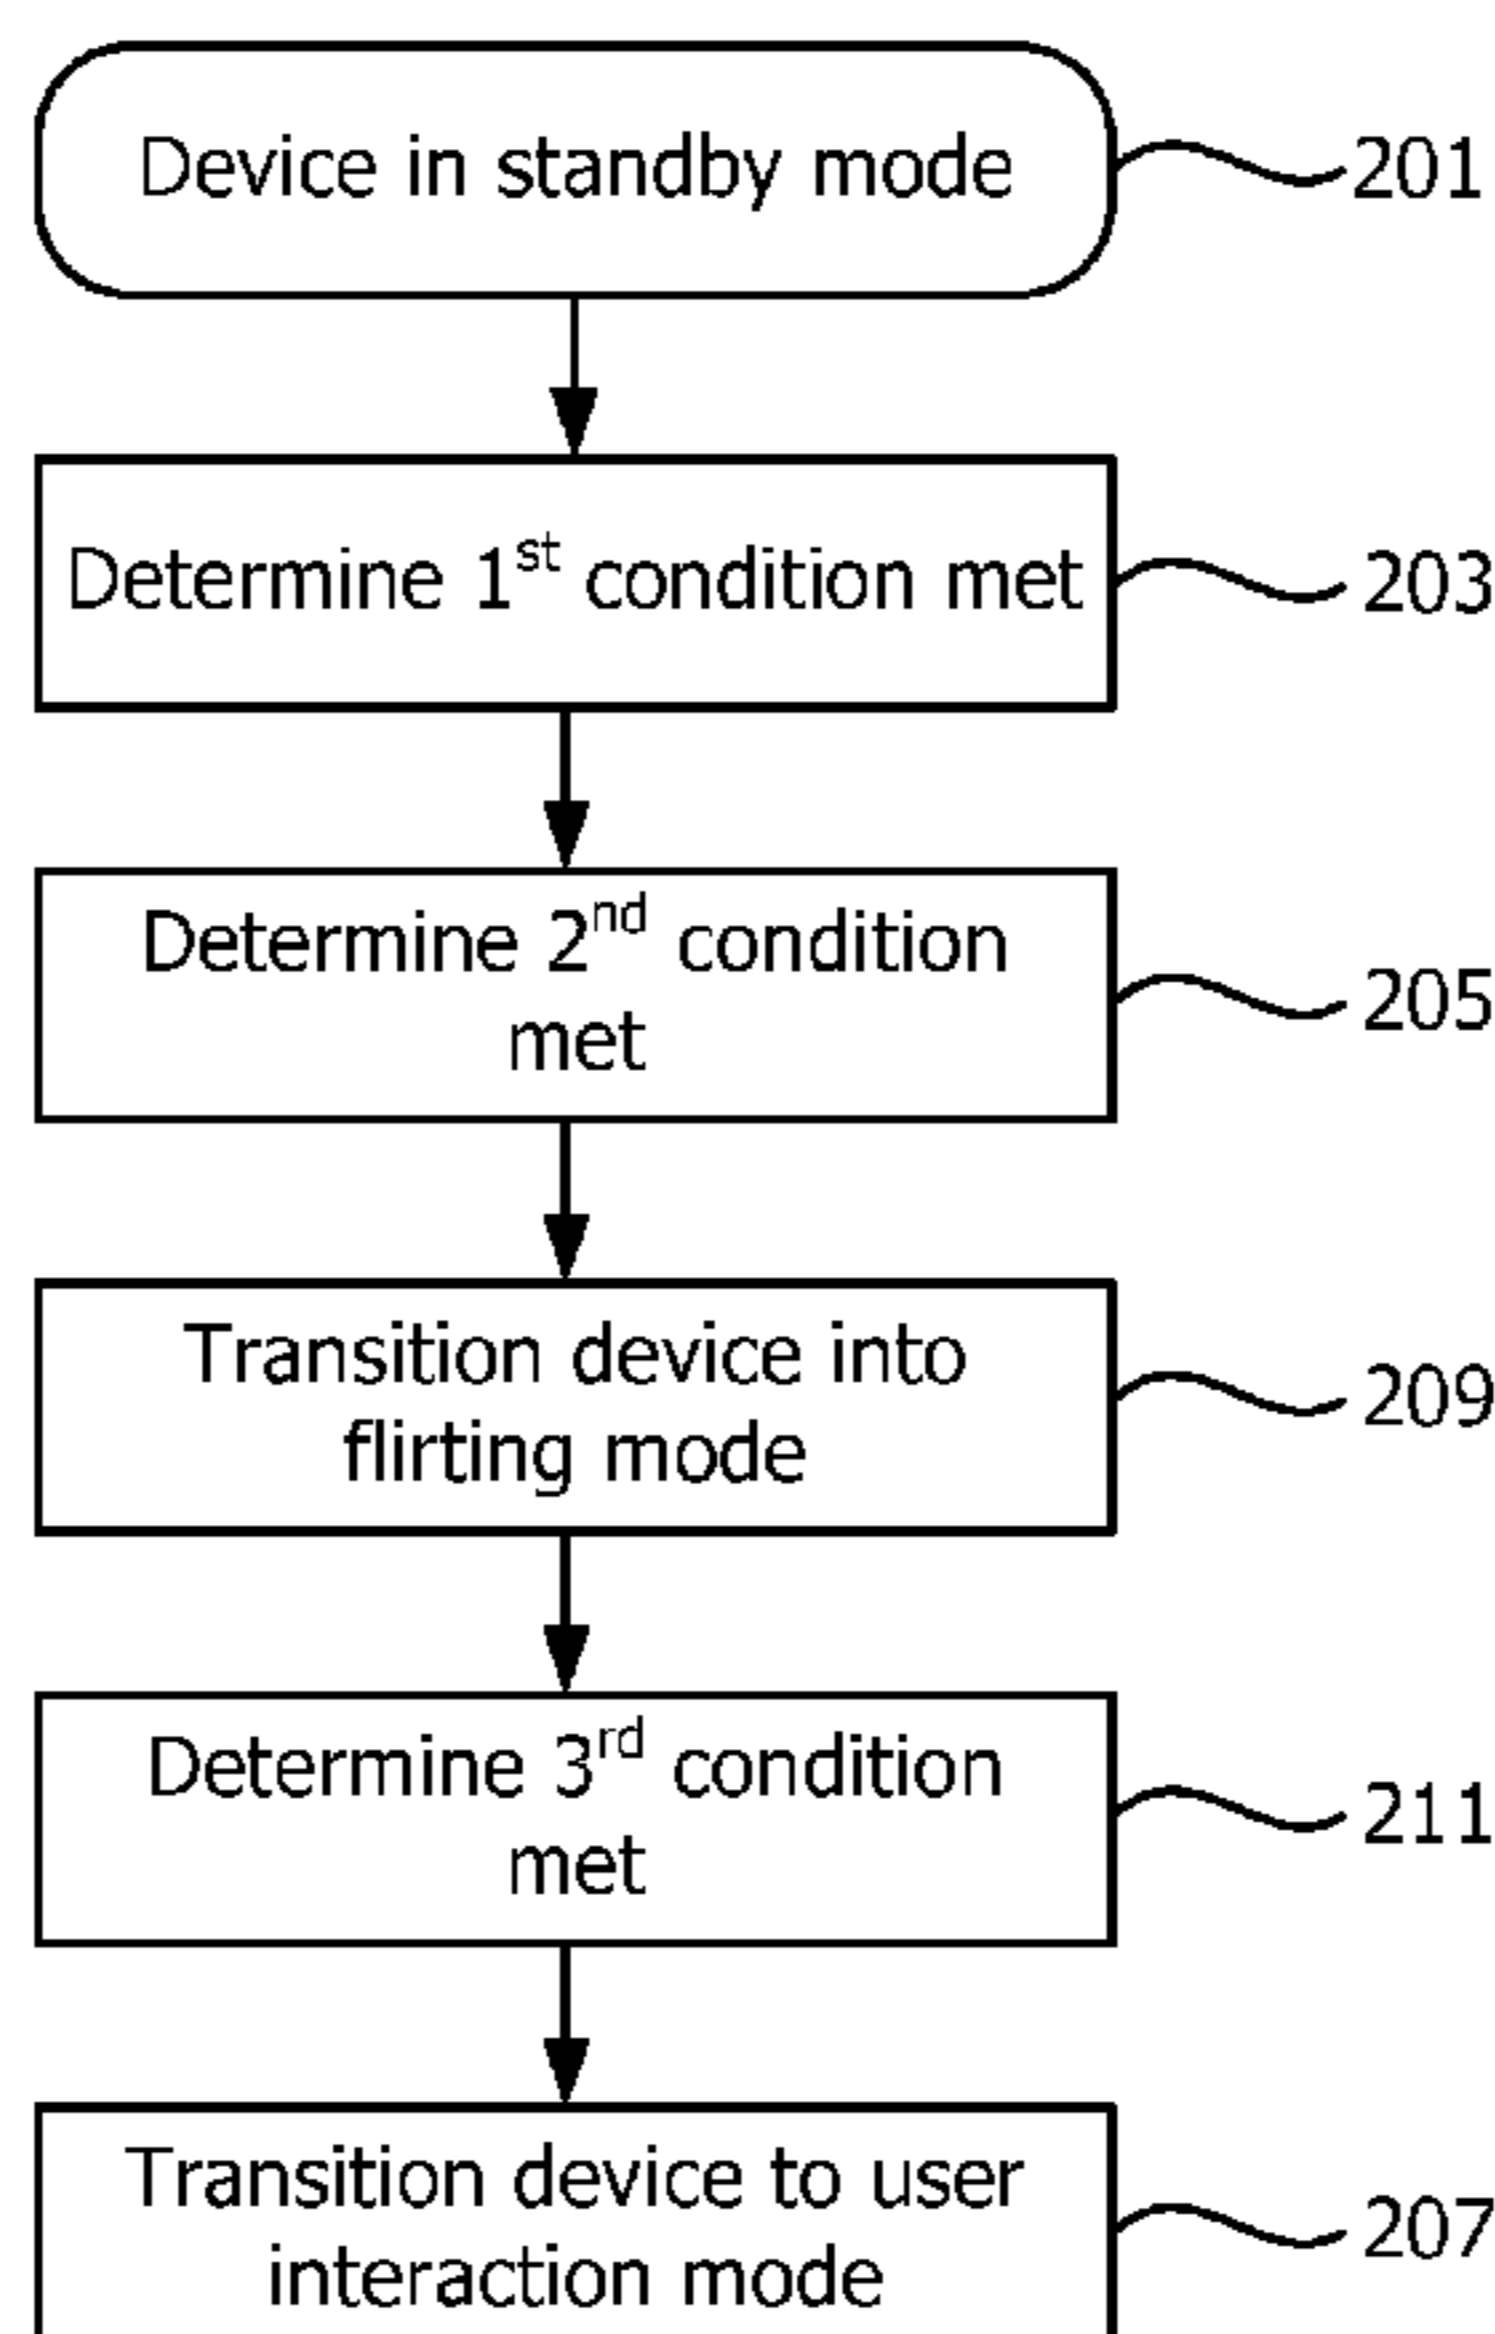 Device in standby mode
201
Determine 1st condition met
203
Determine 2nd condition
met
205
Transition device into
flirting mode
209
Determine 3rd condition
met
211
Transition device to user
interaction mode
207